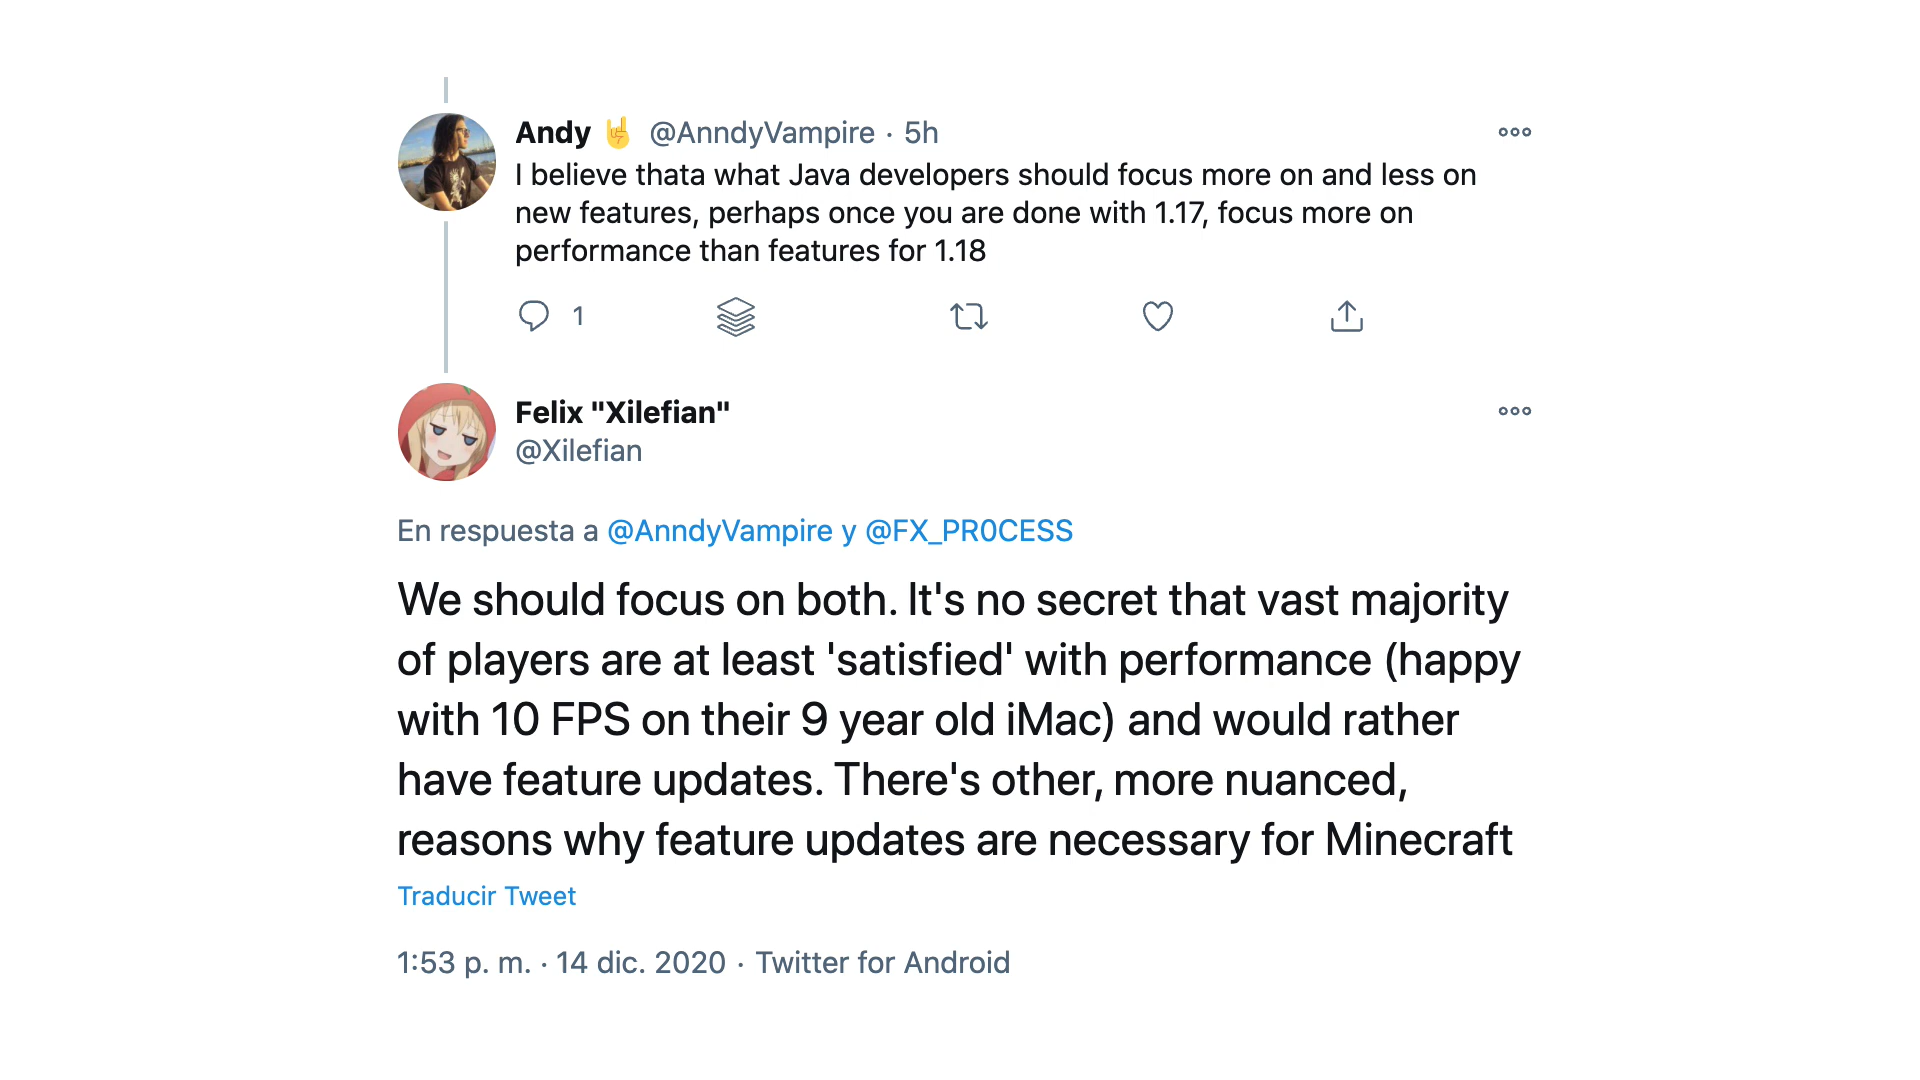 Andy 🤘 @AnndyVampire · 5h
I believe thata what Java developers should focus more on and less on
new features, perhaps once you are done with 1.17, focus more on
performance than features for 1.18
1
Felix "Xilefian"
@Xilefian
En respuesta a @AnndyVampire y @FX_PR0CESS
We should focus on both. It's no secret that vast majority
of players are at least 'satisfied' with performance (happy
with 10 FPS on their 9 year old iMac) and would rather
have feature updates. There's other, more nuanced,
reasons why feature updates are necessary for Minecraft
Traducir Tweet
1:53 p. m. · 14 dic. 2020 · Twitter for Android